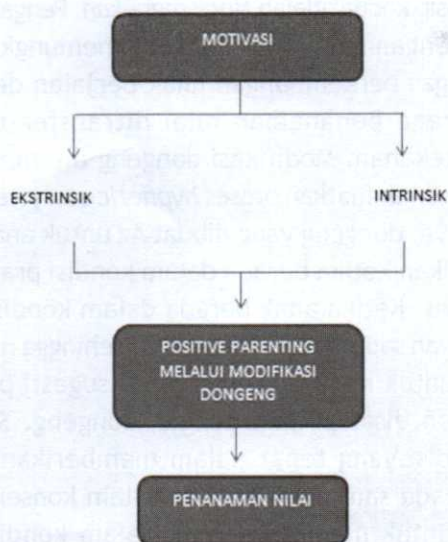 MOTIVASI
EKSTRINSIK
INTRINSIK
POSITIVE PARENTING
MELALUI MODIFIKASI
DONGENG
PENANAMAN NILAI